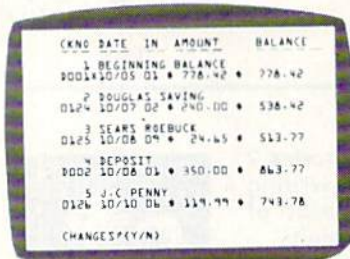 CKNO DATE IN AMOUNT BALANCE
1 BEGINNING BALANCE
D001*10/05 01 * 778.42 * 778.42
2 DOUGLAS SAVING
0124 10/07 02 * 240.00 * 538.42
3 SEARS ROEBUCK
0125 10/08 09 * 24.65 * 513.77
4 DEPOSIT
D002 10/08 01 * 350.00 * 863.77
5 J.C PENNY
0126 10/10 06 * 119.99 * 743.78
CHANGES?(Y/N)